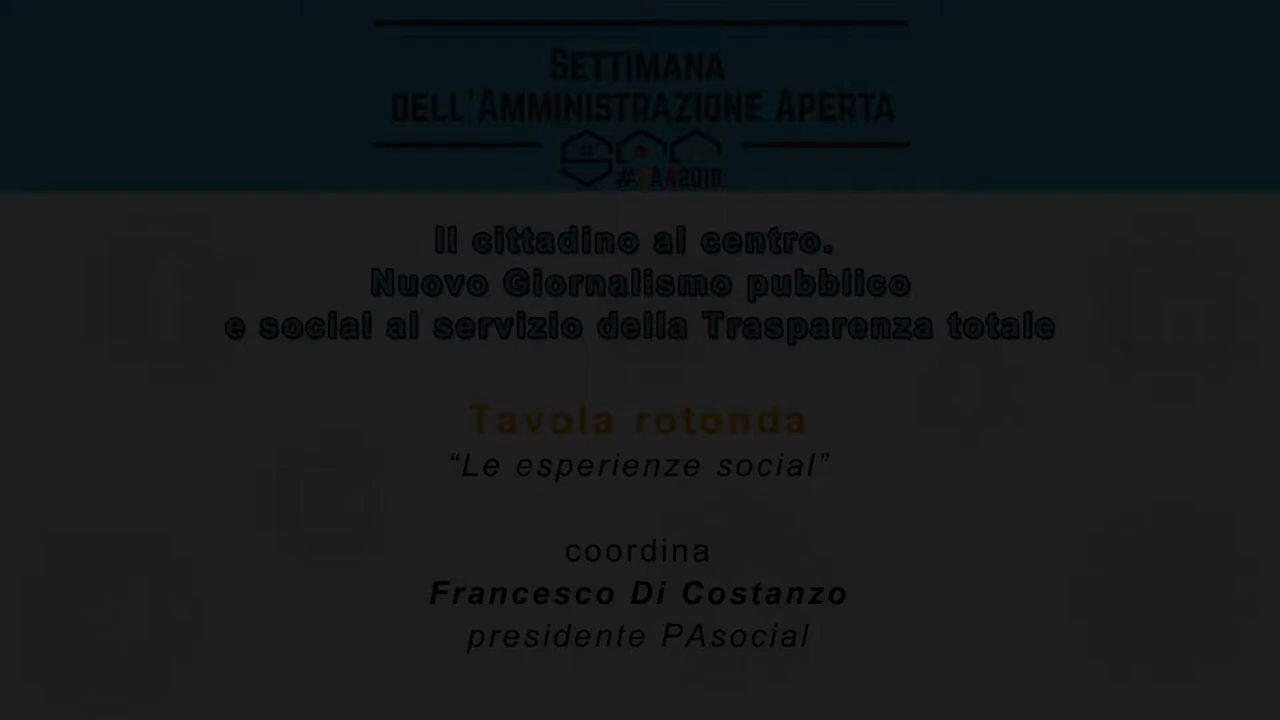 SETTIMANA
DELL'AMMINISTRAZIONE APERTA
#SAA2018
Il cittadino al centro.
Nuovo Giornalismo pubblico
e social al servizio della Trasparenza totale
Tavola rotonda
“Le esperienze social”
coordina
Francesco Di Costanzo
presidente PAsocial